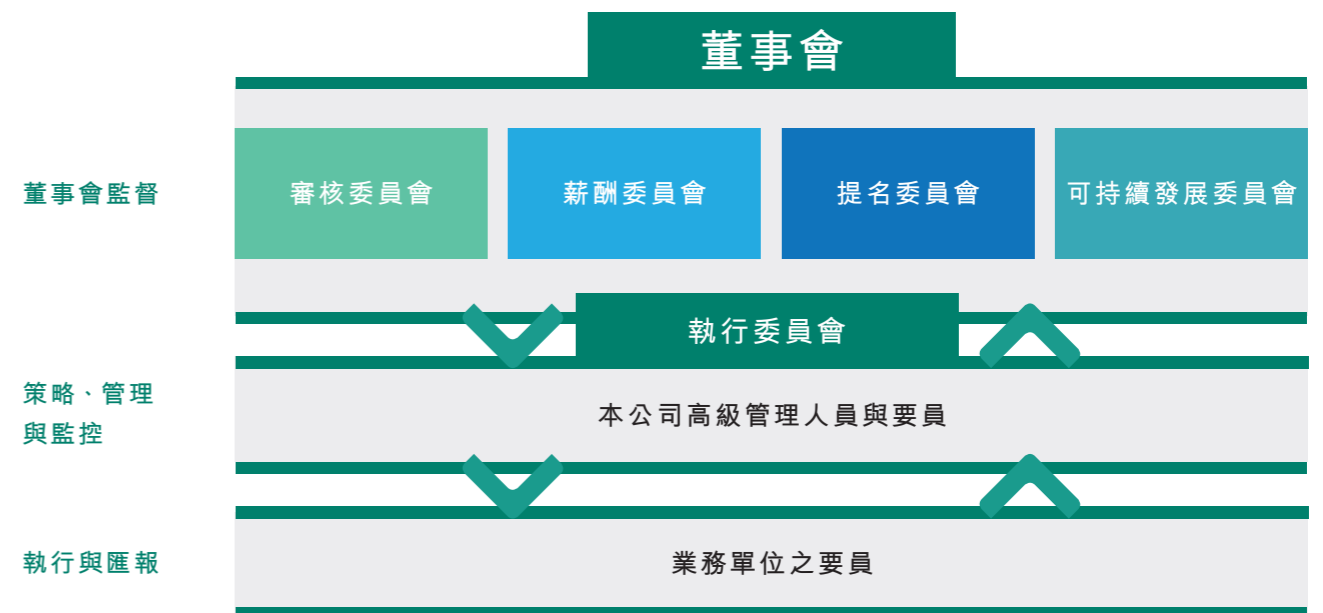 董事會
董事會監督
審核委員會
薪酬委員會
提名委員會
可持續發展委員會
執行委員會
策略、管理
與監控
本公司高級管理人員與要員
執行與匯報
業務單位之要員